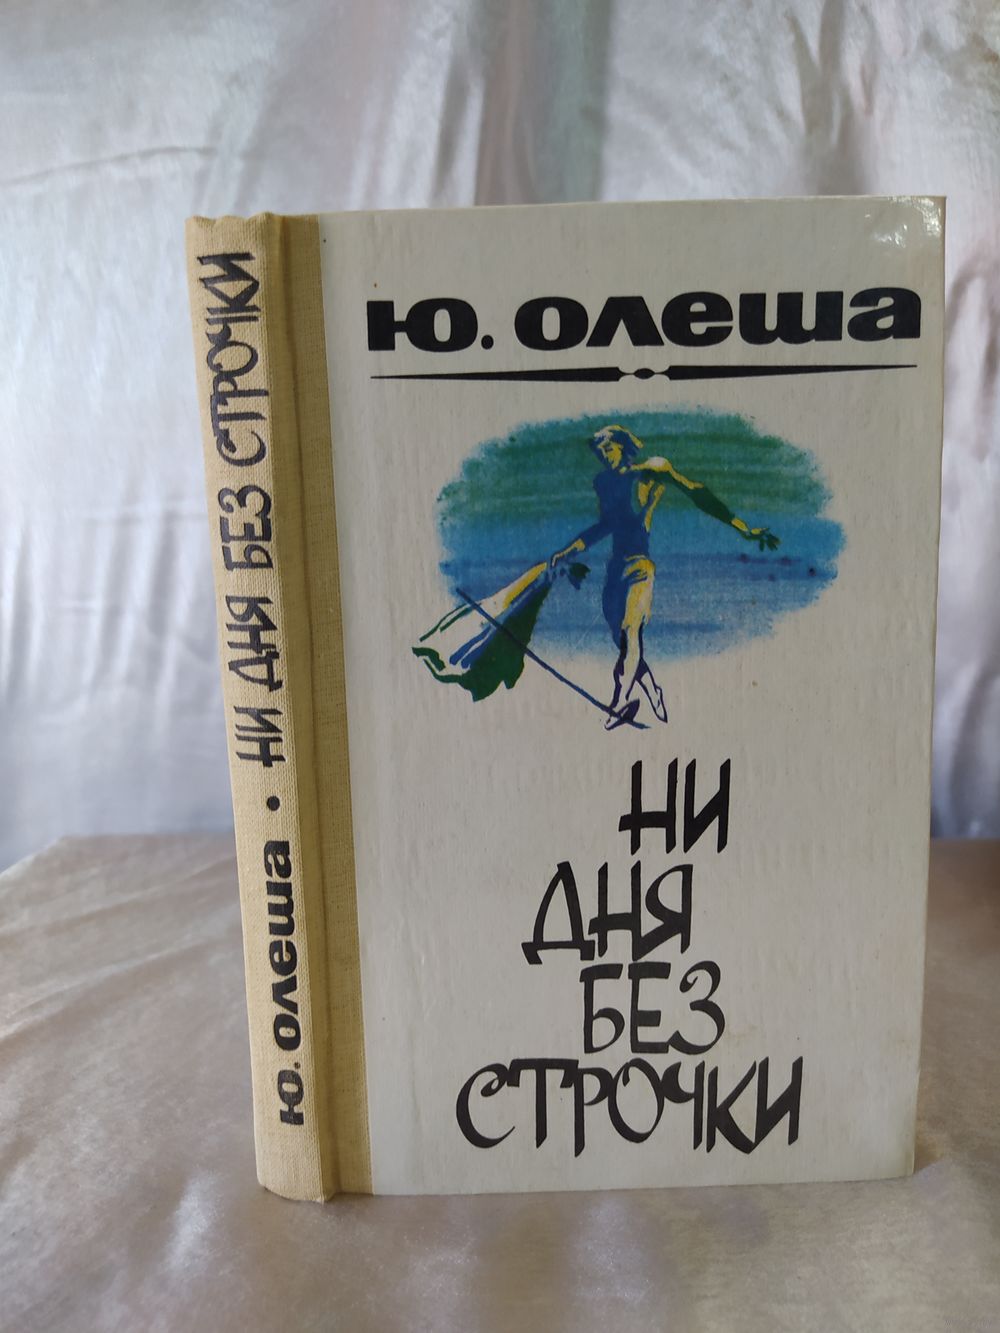 Ю. Олеша • НИ ДНЯ БЕЗ СТРОЧКИ
Ю. Олеша
НИ
ДНЯ
БЕЗ
СТРОЧКИ